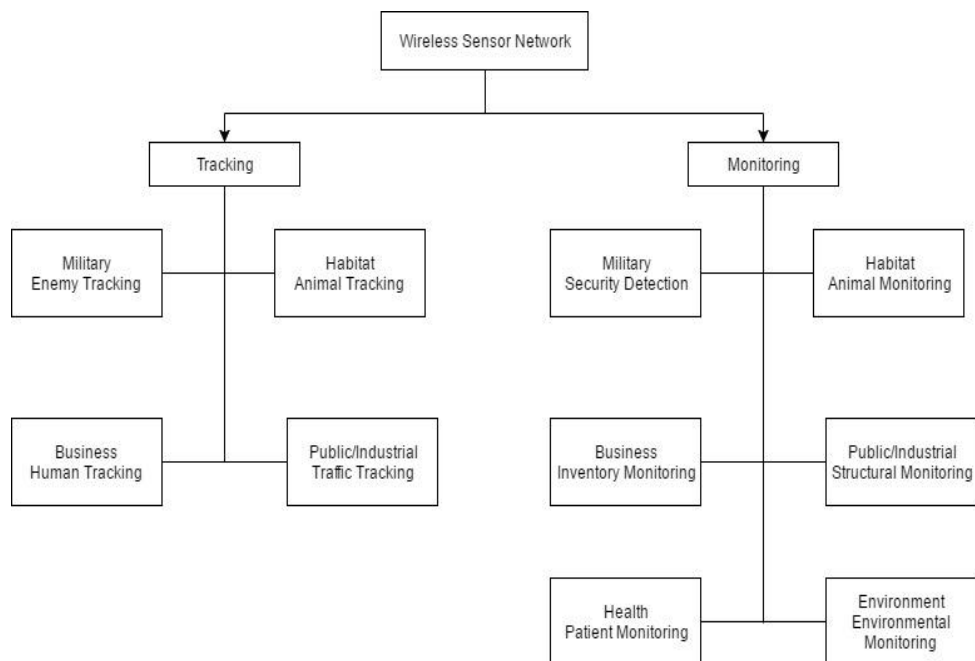 Wireless Sensor Network
Tracking
Monitoring
Military
Enemy Tracking
Habitat
Animal Tracking
Military
Security Detection
Habitat
Animal Monitoring
Business
Human Tracking
Public/Industrial
Traffic Tracking
Business
Inventory Monitoring
Public/Industrial
Structural Monitoring
Health
Patient Monitoring
Environment
Environmental
Monitoring